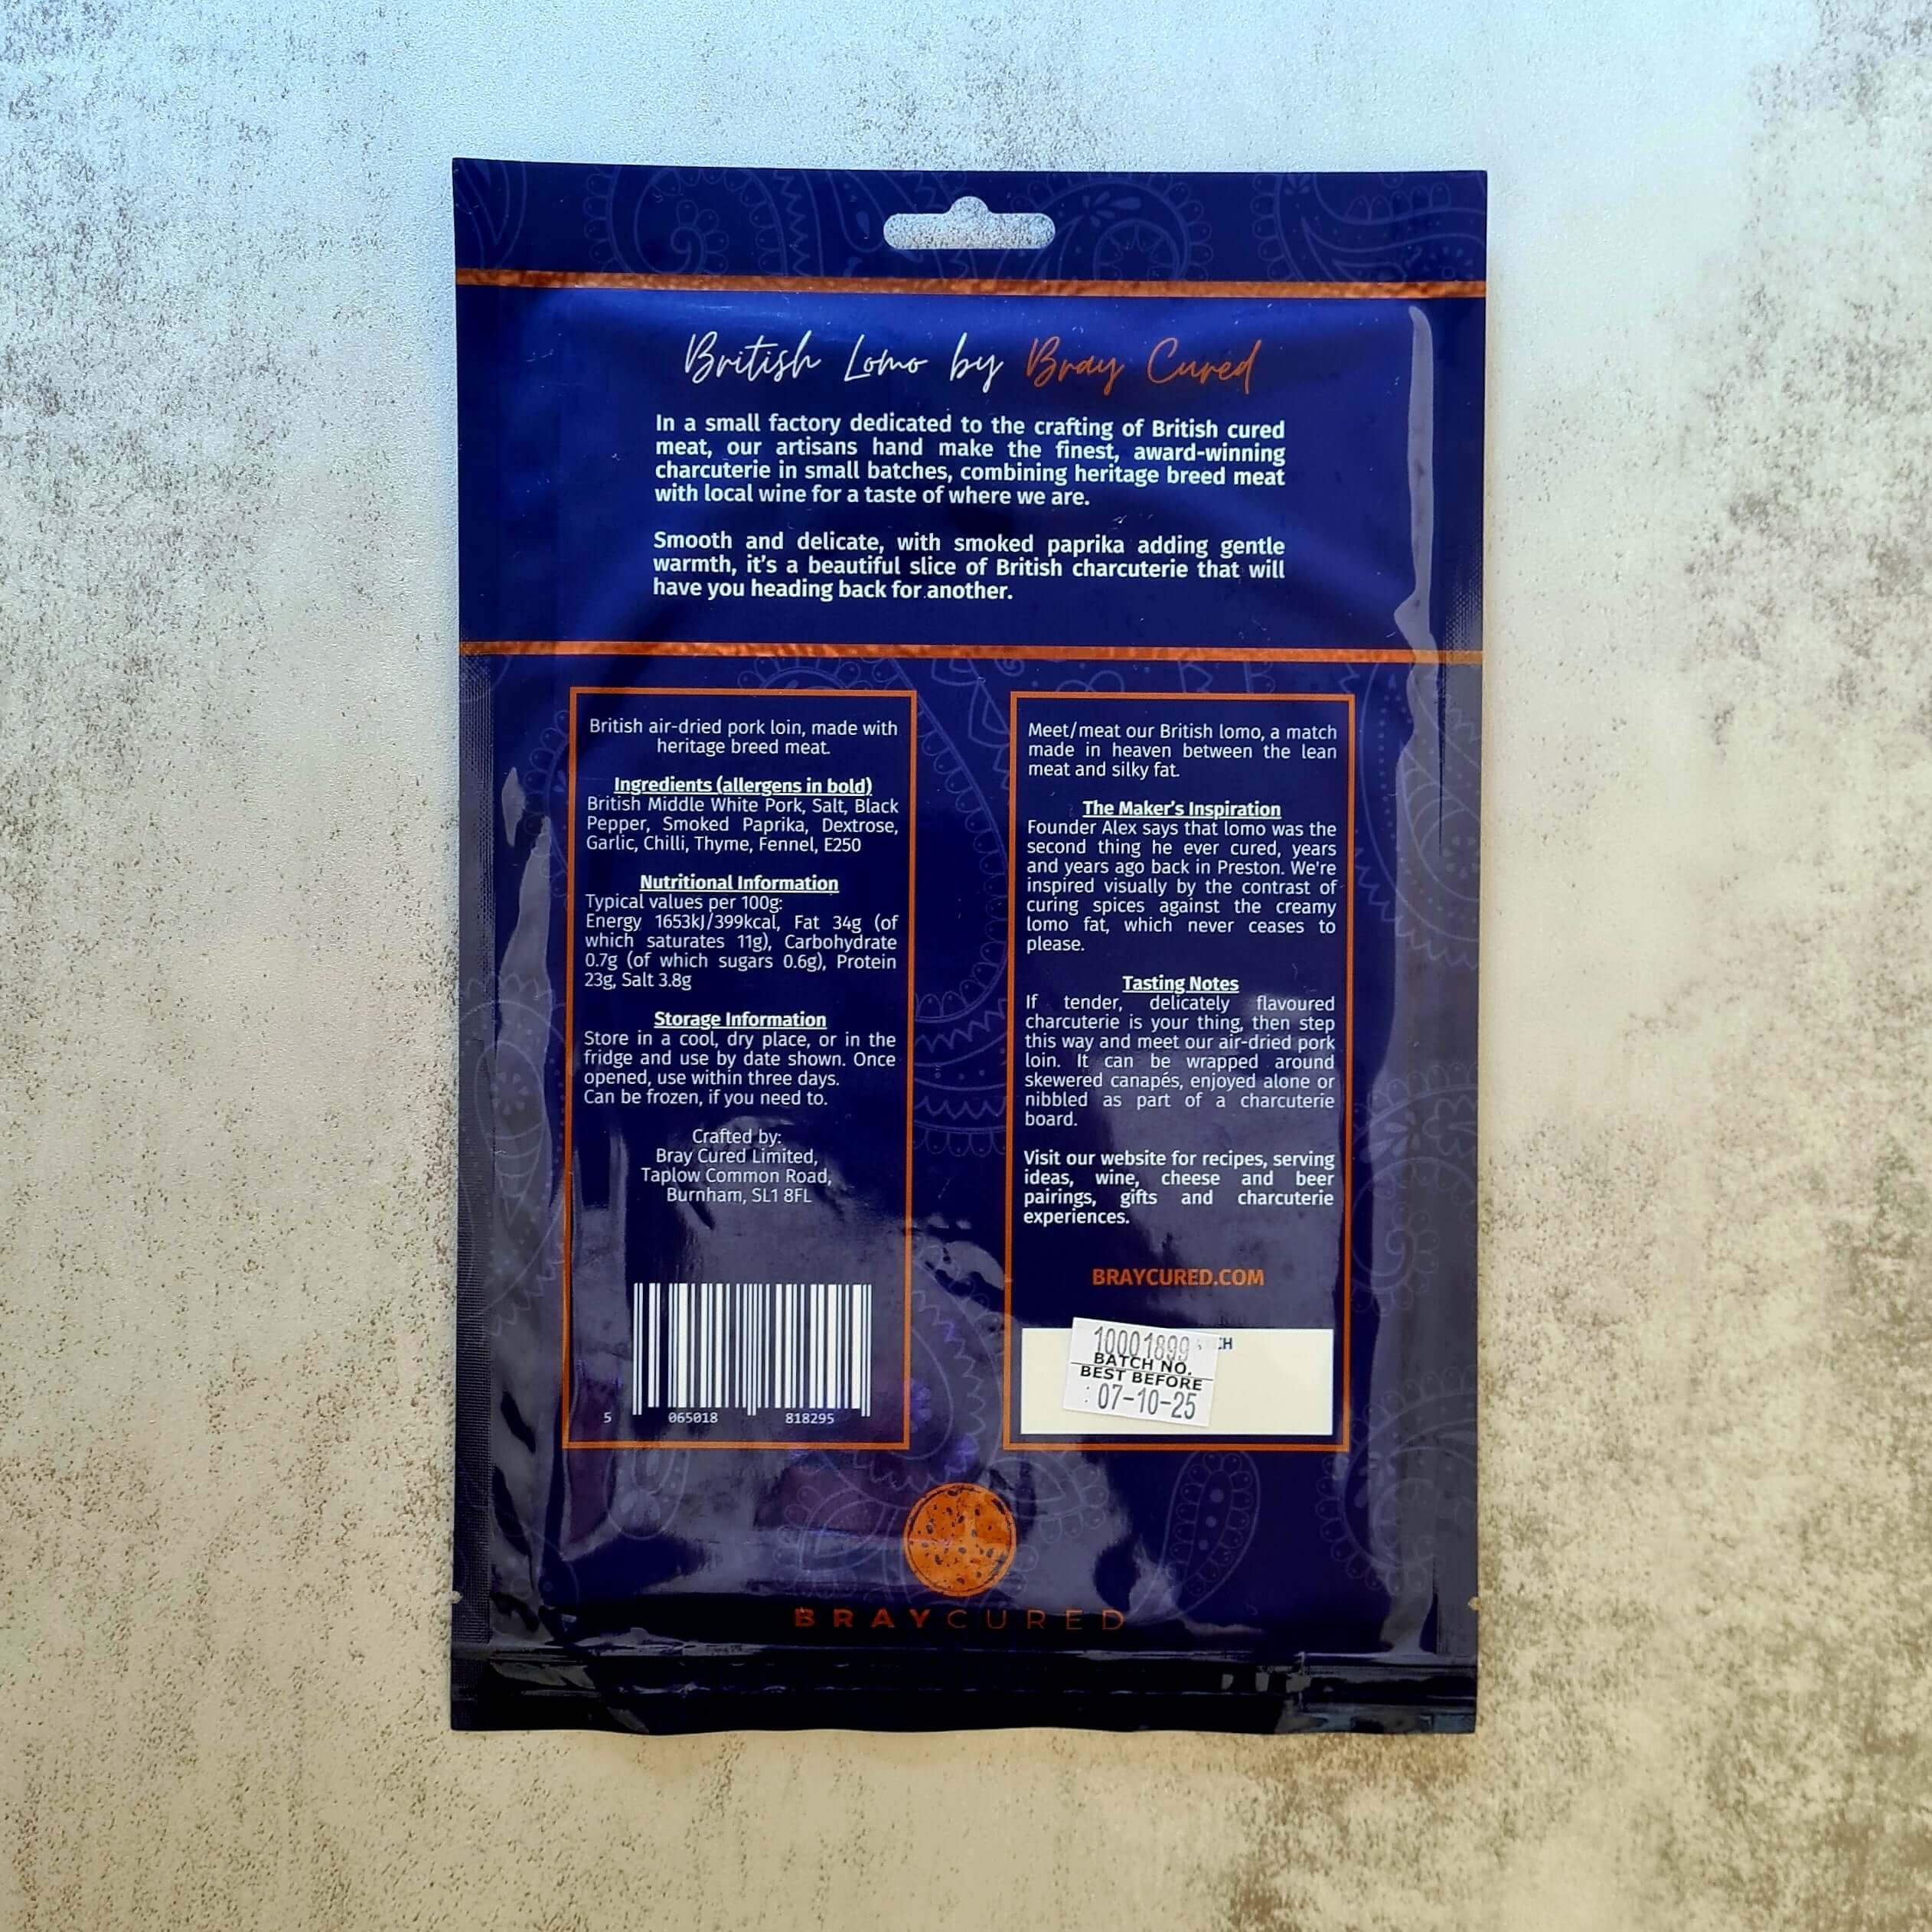 British Lomo by Bray Cured
In a small factory dedicated to the crafting of British cured
meat, our artisans hand make the finest, award-winning
charcuterie in small batches, combining heritage breed meat
with local wine for a taste of where we are.
Smooth and delicate, with smoked paprika adding gentle
warmth, it's a beautiful slice of British charcuterie that will
have you heading back for another.
British air-dried pork loin, made with
heritage breed meat.
Ingredients (allergens in bold)
British Middle White Pork, Salt, Black
Pepper, Smoked Paprika, Dextrose,
Garlic, Chilli, Thyme, Fennel, E250
Nutritional Information
Typical values per 100g:
Energy 1653kJ/399kcal, Fat 34g (of
which saturates 11g), Carbohydrate
0.7g (of which sugars 0.6g), Protein
23g, Salt 3.8g
Storage Information
Store in a cool, dry place, or in the
fridge and use by date shown. Once
opened, use within three days.
Can be frozen, if you need to.
Crafted by:
Bray Cured Limited,
Taplow Common Road,
Burnham, SL1 8FL
5 065018 818295
Meet/meat our British lomo, a match
made in heaven between the lean
meat and silky fat.
The Maker's Inspiration
Founder Alex says that lomo was the
second thing he ever cured, years
and years ago back in Preston. We're
inspired visually by the contrast of
curing spices against the creamy
lomo fat, which never ceases to
please.
Tasting Notes
If tender, delicately flavoured
charcuterie is your thing, then step
this way and meet our air-dried pork
loin. It can be wrapped around
skewered canapés, enjoyed alone or
nibbled as part of a charcuterie
board.
Visit our website for recipes, serving
ideas, wine, cheese and beer
pairings, gifts and charcuterie
experiences.
BRAYCURED.COM
10001899
BATCH NO.
BEST BEFORE
: 07-10-25
BRAYCURED